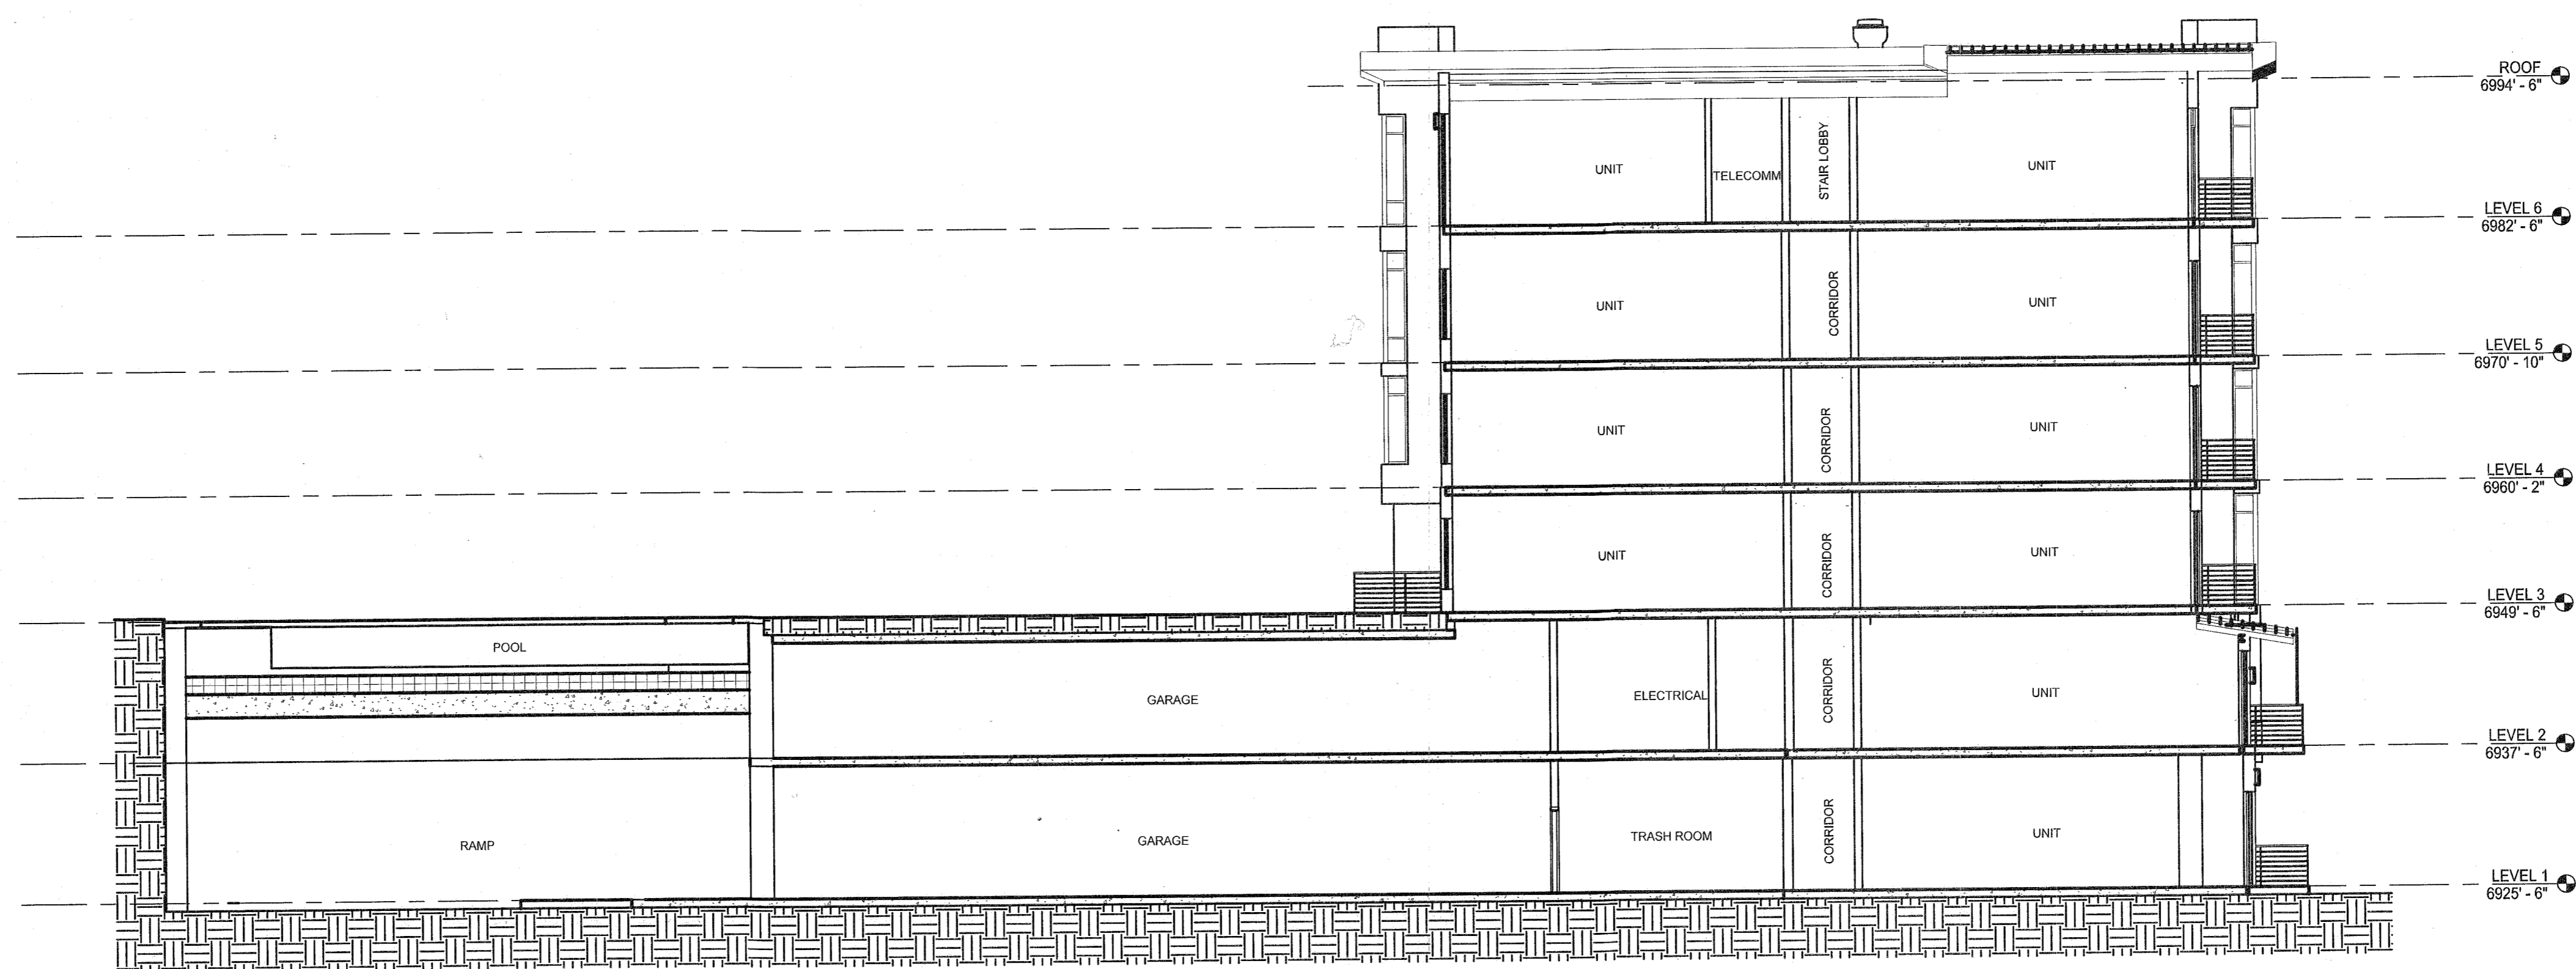 ROOF
6994' - 6"
UNIT
TELECOMM
STAIR LOBBY
UNIT
LEVEL 6
6982' - 6"
UNIT
CORRIDOR
UNIT
LEVEL 5
6970' - 10"
UNIT
CORRIDOR
UNIT
LEVEL 4
6960' - 2"
UNIT
CORRIDOR
UNIT
LEVEL 3
6949' - 6"
POOL
GARAGE
ELECTRICAL
CORRIDOR
UNIT
LEVEL 2
6937' - 6"
RAMP
GARAGE
TRASH ROOM
CORRIDOR
UNIT
LEVEL 1
6925' - 6"